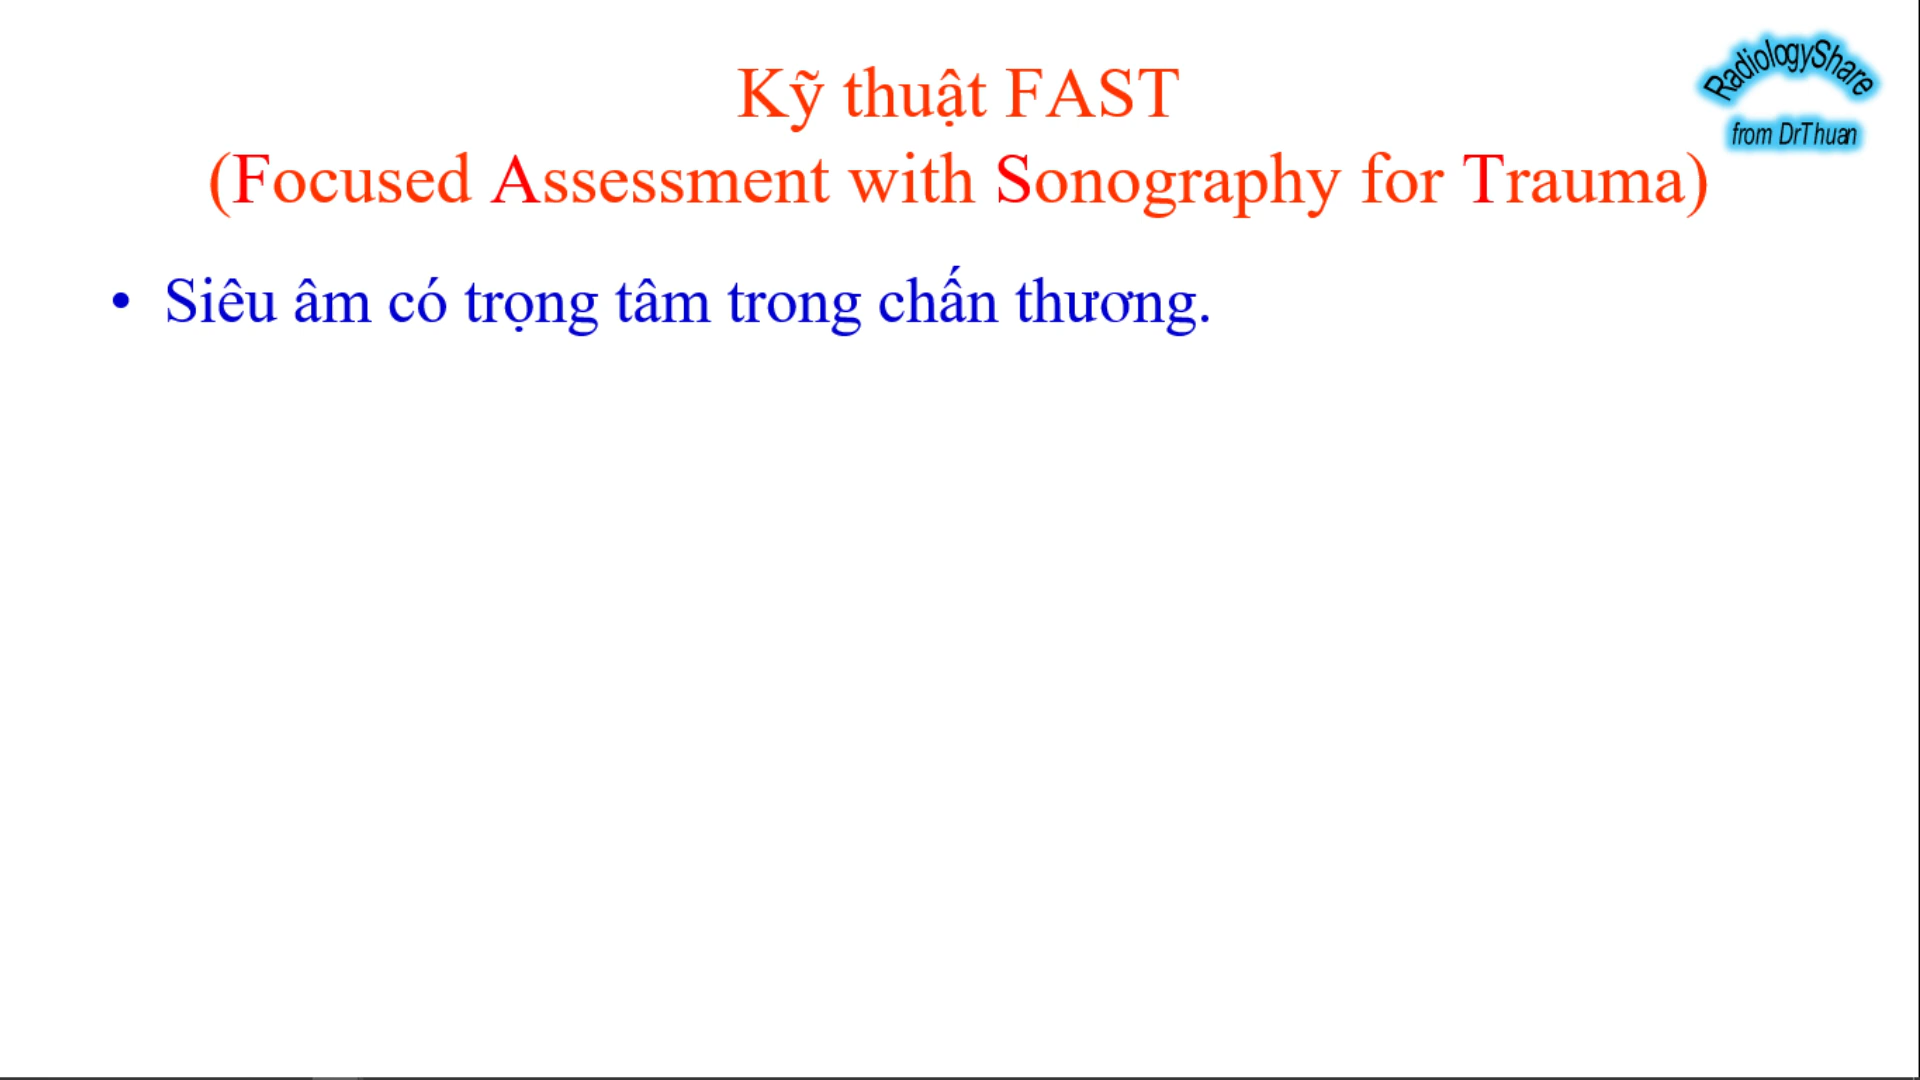 Kỹ thuật FAST
(Focused Assessment with Sonography for Trauma)
RadiologyShare
from DrThuan
• Siêu âm có trọng tâm trong chấn thương.